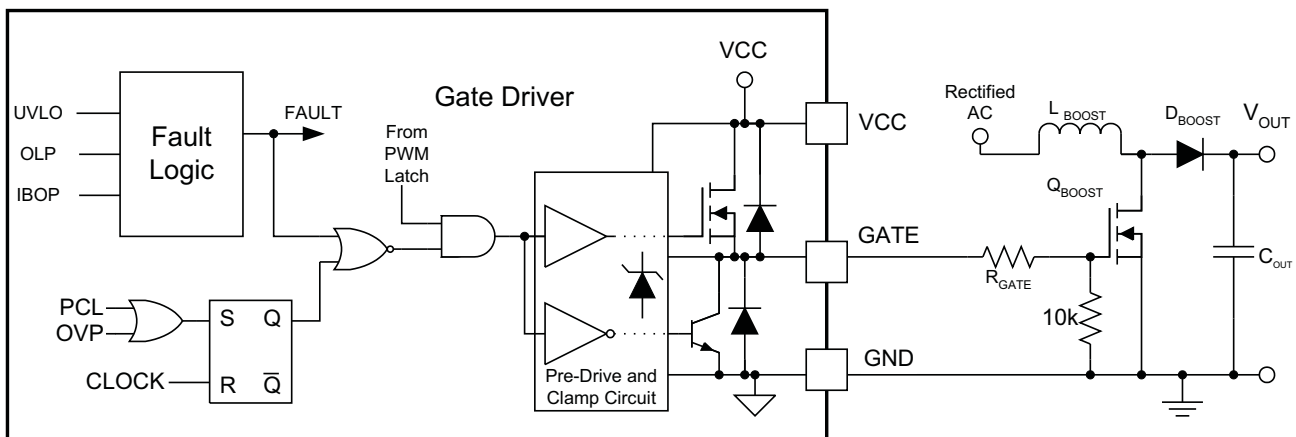 Gate Driver
UVLO
OLP
IBOP
Fault
Logic
FAULT
From
PWM
Latch
VCC
VCC
GATE
GND
PCL
OVP
CLOCK
S Q
R Q̅
Pre-Drive and
Clamp Circuit
Rectified
AC
L BOOST
D BOOST
V OUT
Q BOOST
R GATE
10k
C OUT